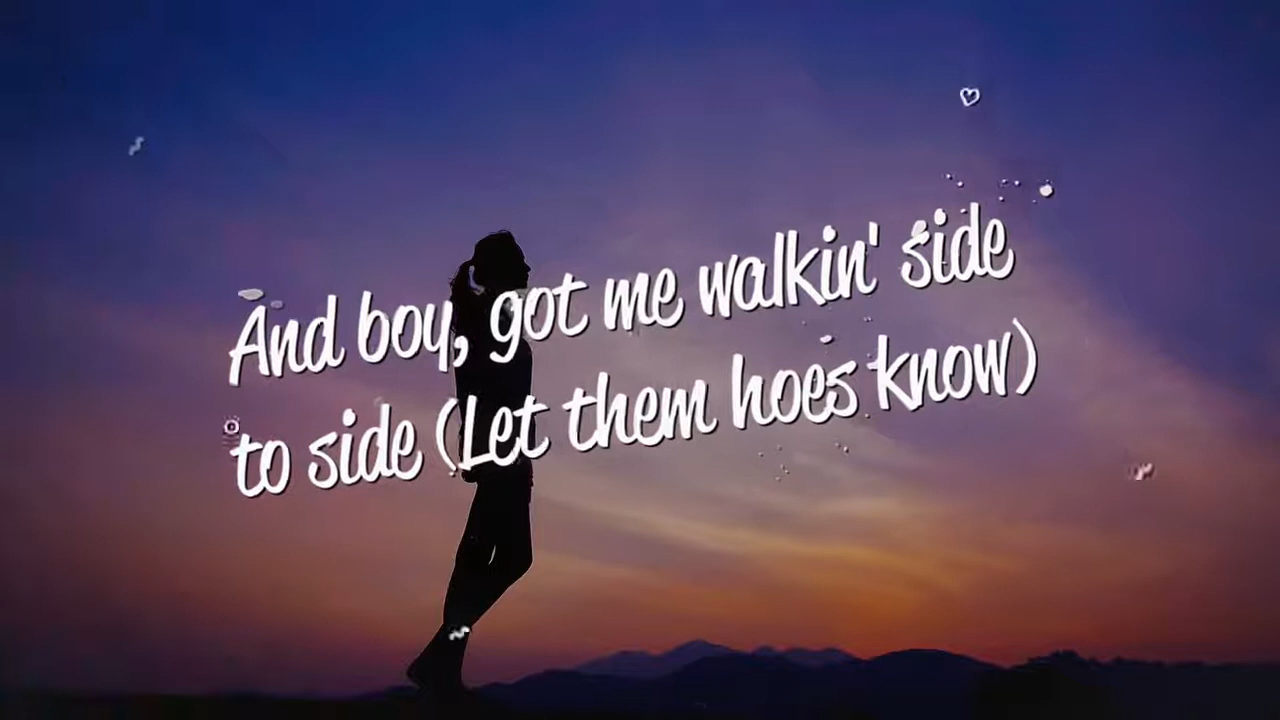 And boy, got me walkin' side
to side (Let them hoes know)